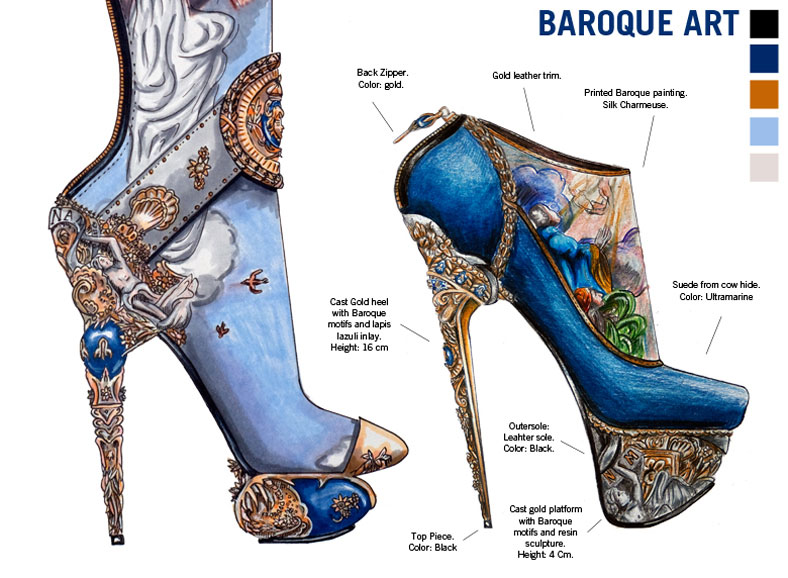 BAROQUE ART
Back Zipper.
Color: gold.
Gold leather trim.
Printed Baroque painting.
Silk Charmeuse.
Suede from cow hide.
Color: Ultramarine
Cast Gold heel
with Baroque
motifs and lapis
lazuli inlay.
Height: 16 cm
Outersole:
Leahter sole.
Color: Black.
Cast gold platform
with Baroque
motifs and resin
sculpture.
Height: 4 Cm.
Top Piece.
Color: Black
NA